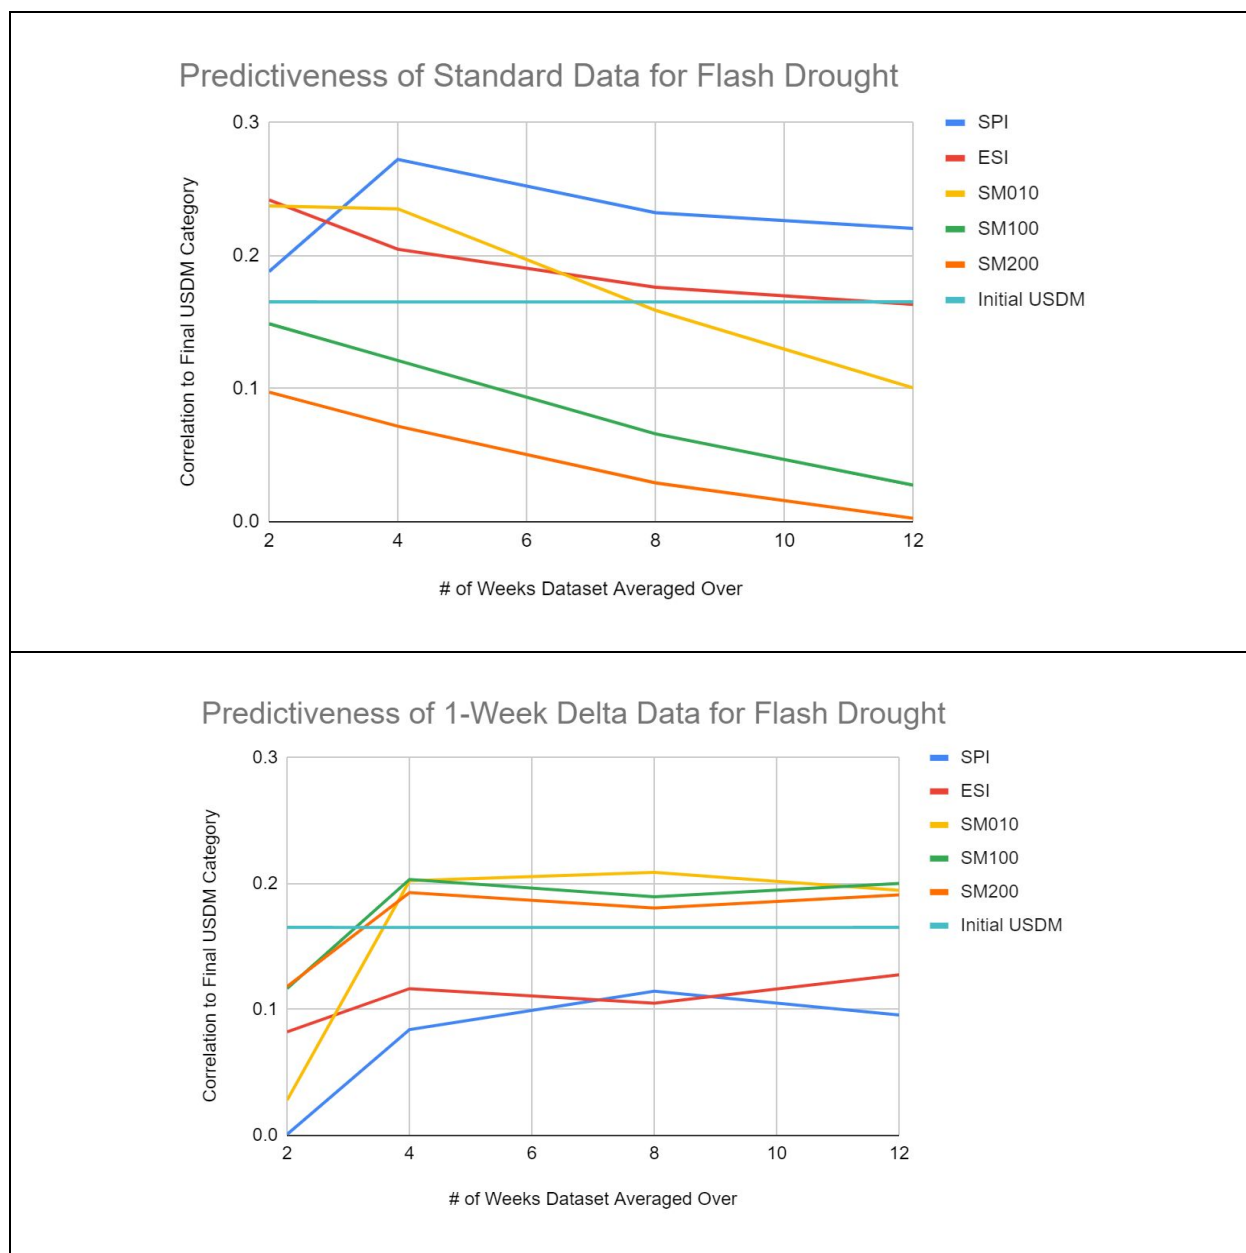 Predictiveness of Standard Data for Flash Drought
Correlation to Final USDM Category
0.3
0.2
0.1
0.0
2 4 6 8 10 12
# of Weeks Dataset Averaged Over
SPI
ESI
SM010
SM100
SM200
Initial USDM
Predictiveness of 1-Week Delta Data for Flash Drought
Correlation to Final USDM Category
0.3
0.2
0.1
0.0
2 4 6 8 10 12
# of Weeks Dataset Averaged Over
SPI
ESI
SM010
SM100
SM200
Initial USDM